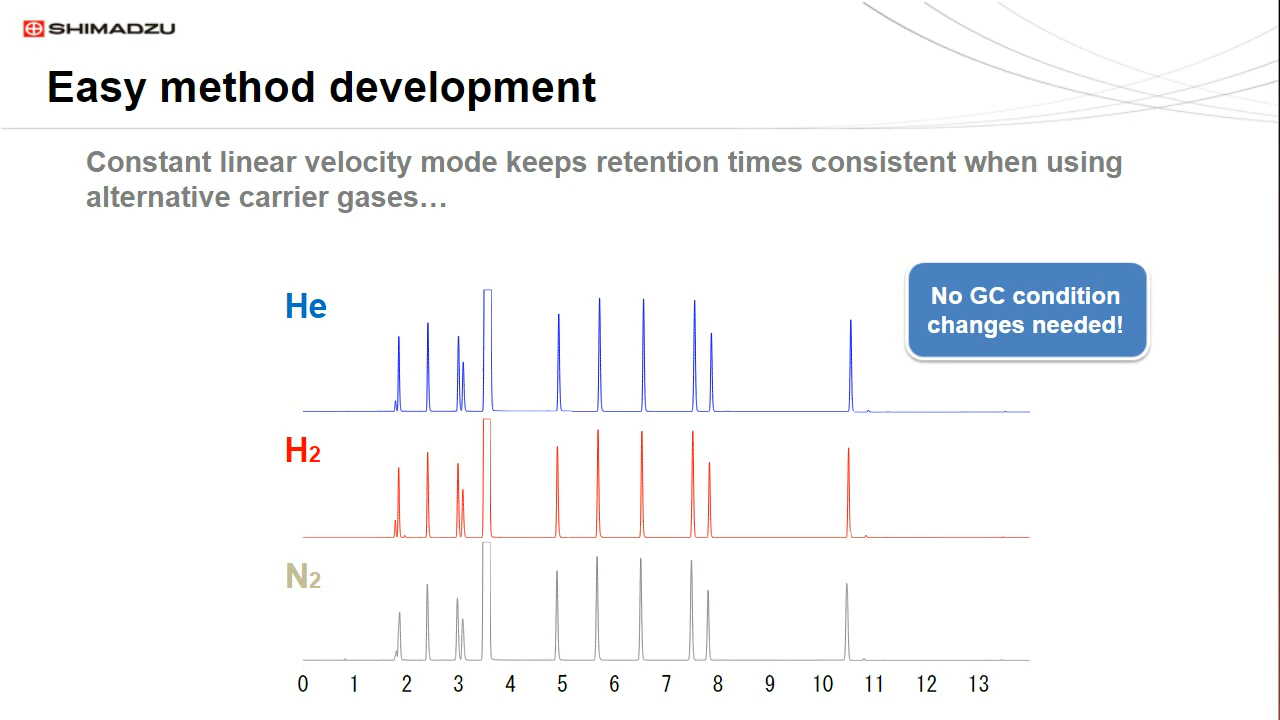 SHIMADZU
Easy method development
Constant linear velocity mode keeps retention times consistent when using
alternative carrier gases…
He
No GC condition
changes needed!
H2
N2
0 1 2 3 4 5 6 7 8 9 10 11 12 13